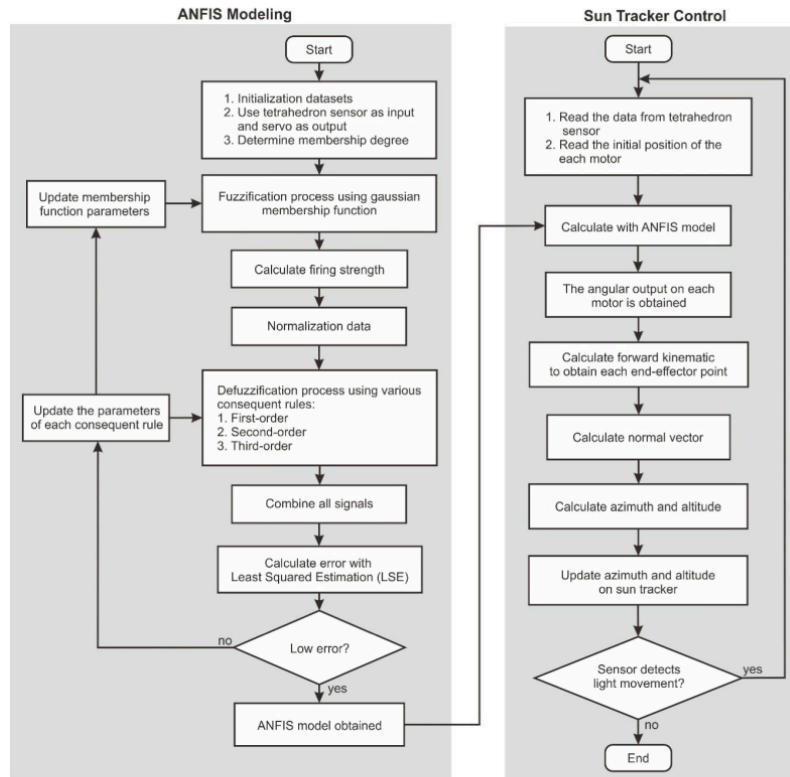 ANFIS Modeling
Start
1. Initialization datasets
2. Use tetrahedron sensor as input
and servo as output
3. Determine membership degree
Update membership
function parameters
Fuzzification process using gaussian
membership function
Calculate firing strength
Normalization data
Update the parameters
of each consequent rule
Defuzzification process using various
consequent rules:
1. First-order
2. Second-order
3. Third-order
Combine all signals
Calculate error with
Least Squared Estimation (LSE)
no
Low error?
yes
ANFIS model obtained
Sun Tracker Control
Start
1. Read the data from tetrahedron
sensor
2. Read the initial position of the
each motor
Calculate with ANFIS model
The angular output on each
motor is obtained
Calculate forward kinematic
to obtain each end-effector point
Calculate normal vector
Calculate azimuth and altitude
Update azimuth and altitude
on sun tracker
Sensor detects
light movement?
yes
no
End